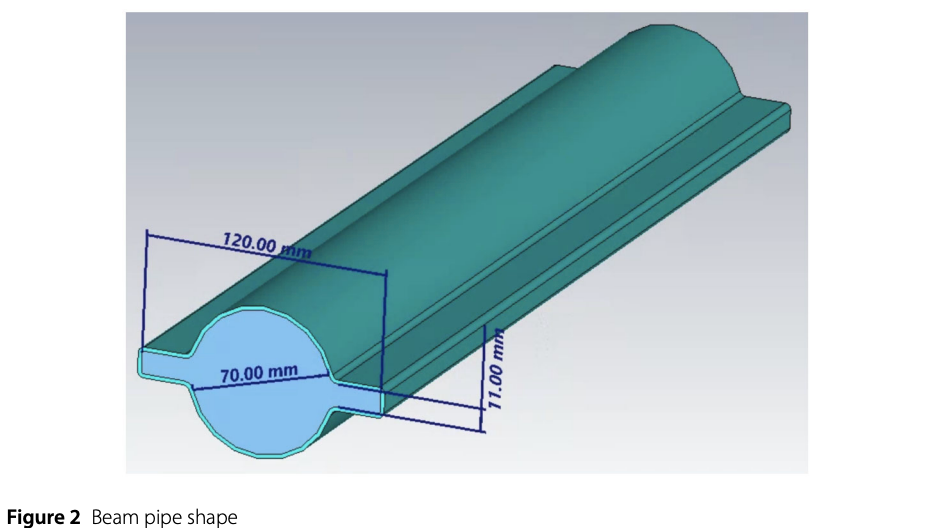 120.00 mm
70.00 mm
11.00 mm
Figure 2 Beam pipe shape